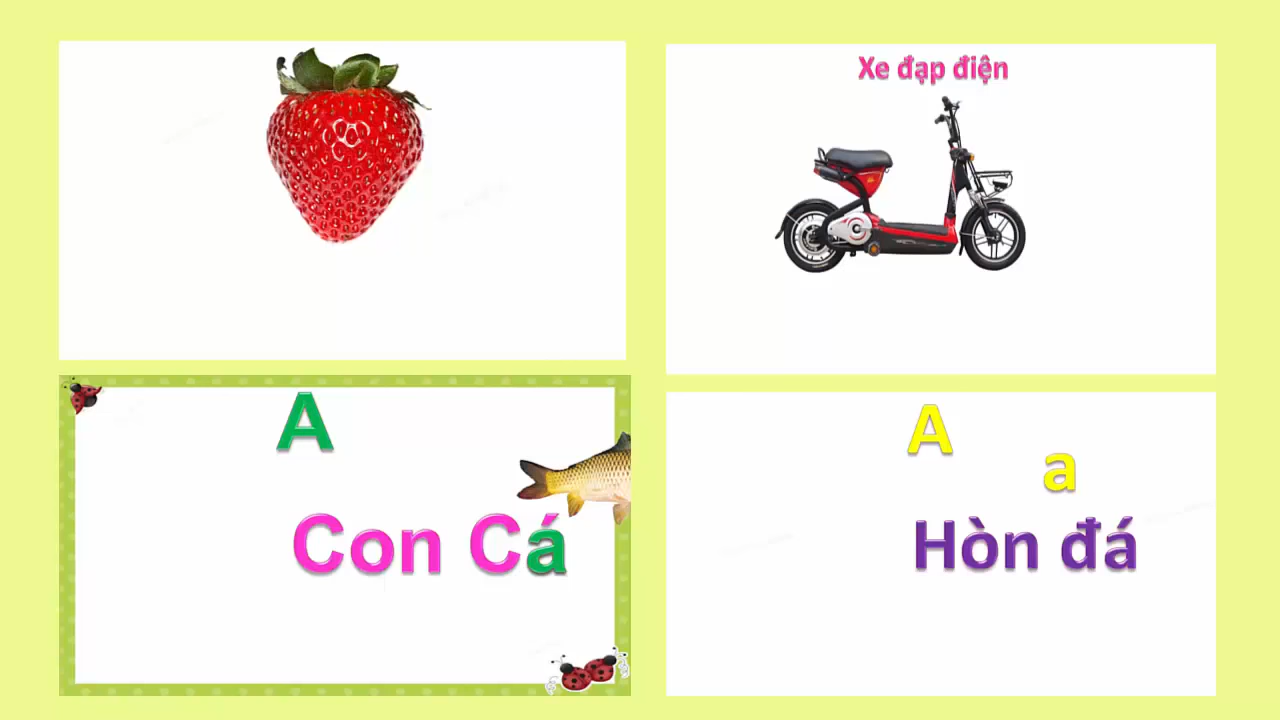 Xe đạp điện
A
Con Cá
A
a
Hòn đá